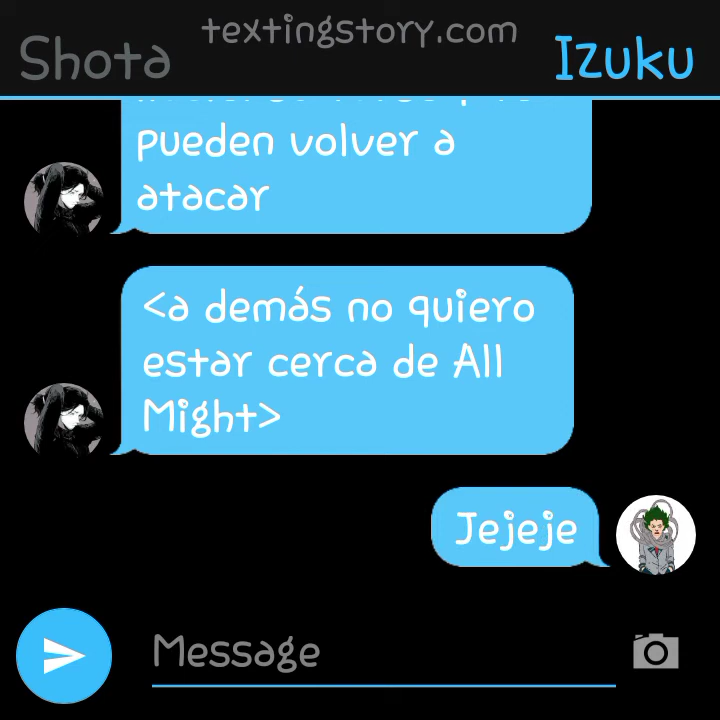 textingstory.com
Shota
Izuku
pueden volver a
atacar
<a demás no quiero
estar cerca de All
Might>
Jejeje
Message